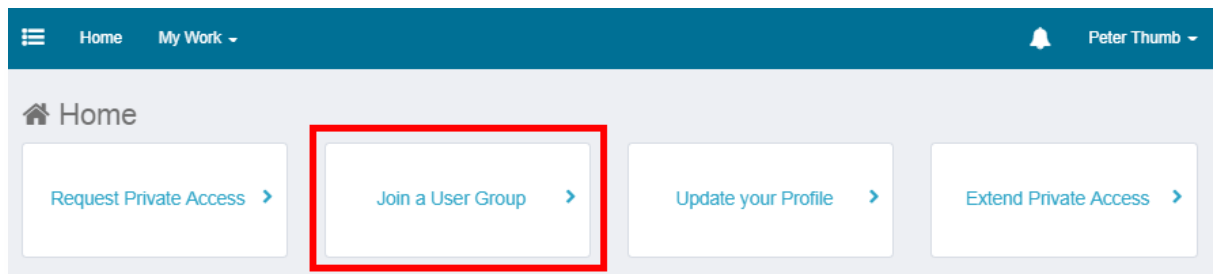 Home My Work Peter Thumb
Home
Request Private Access Join a User Group Update your Profile Extend Private Access